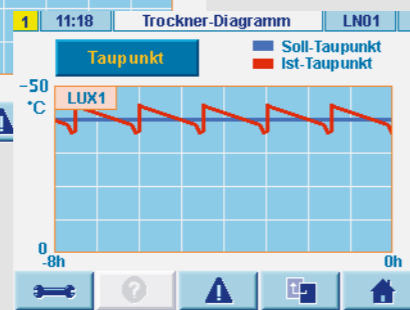 1 11:18 Trockner-Diagramm LN01
Taupunkt
Soll-Taupunkt
Ist-Taupunkt
-50
°C
LUX1
0
-8h 0h